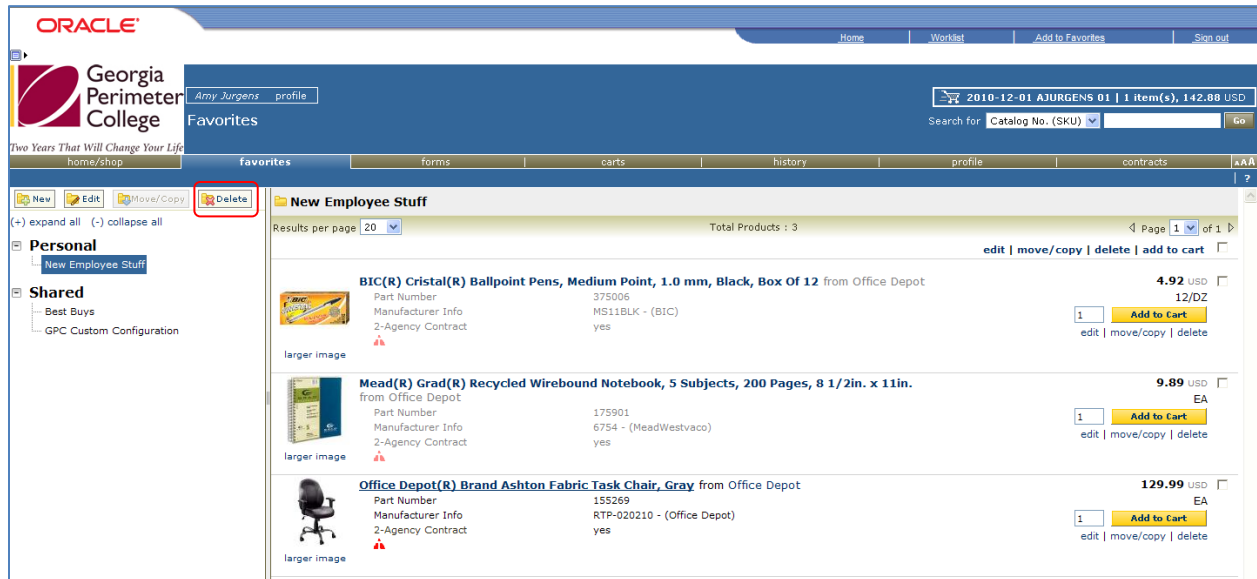 ORACLE®
Home | Worklist | Add to Favorites | Sign out
Georgia
Perimeter
College
Two Years That Will Change Your Life
Amy Jurgens profile
Favorites
2010-12-01 AJURGENS 01 | 1 item(s), 142.88 USD
Search for Catalog No. (SKU) Go
home/shop | favorites | forms | carts | history | profile | contracts AAA
| ?
New Edit Move/Copy Delete
(+) expand all (-) collapse all
Personal
New Employee Stuff
Shared
Best Buys
GPC Custom Configuration
New Employee Stuff
Results per page 20 Total Products : 3 Page 1 of 1
edit | move/copy | delete | add to cart
BIC(R) Cristal(R) Ballpoint Pens, Medium Point, 1.0 mm, Black, Box Of 12 from Office Depot
4.92 USD
Part Number 375006
12/DZ
Manufacturer Info MS11BLK - (BIC)
1 Add to Cart
2-Agency Contract yes
edit | move/copy | delete
larger image
Mead(R) Grad(R) Recycled Wirebound Notebook, 5 Subjects, 200 Pages, 8 1/2in. x 11in.
9.89 USD
from Office Depot
EA
Part Number 175901
1 Add to Cart
Manufacturer Info 6754 - (MeadWestvaco)
edit | move/copy | delete
2-Agency Contract yes
larger image
Office Depot(R) Brand Ashton Fabric Task Chair, Gray from Office Depot
129.99 USD
Part Number 155269
EA
Manufacturer Info RTP-020210 - (Office Depot)
1 Add to Cart
2-Agency Contract yes
edit | move/copy | delete
larger image